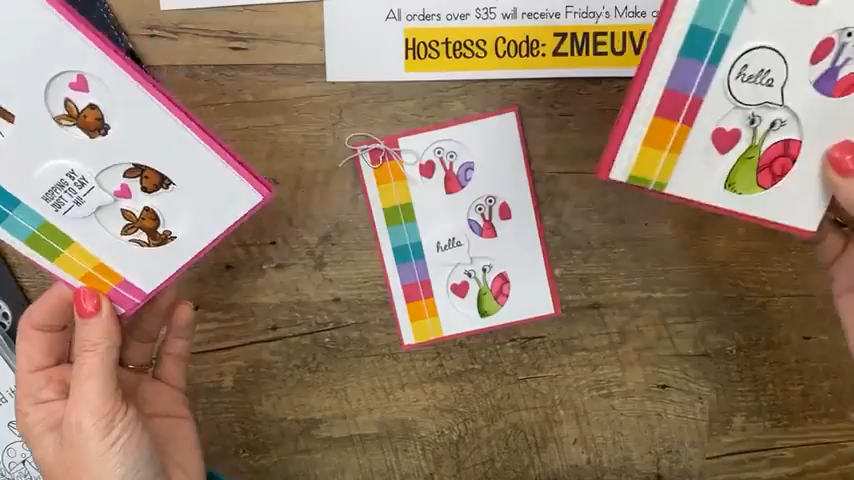 All orders over $35 will receive Friday's Make
Hostess Code: ZMEUV
hello
HOPPING BY
JUST TO SAY
HI!
hello